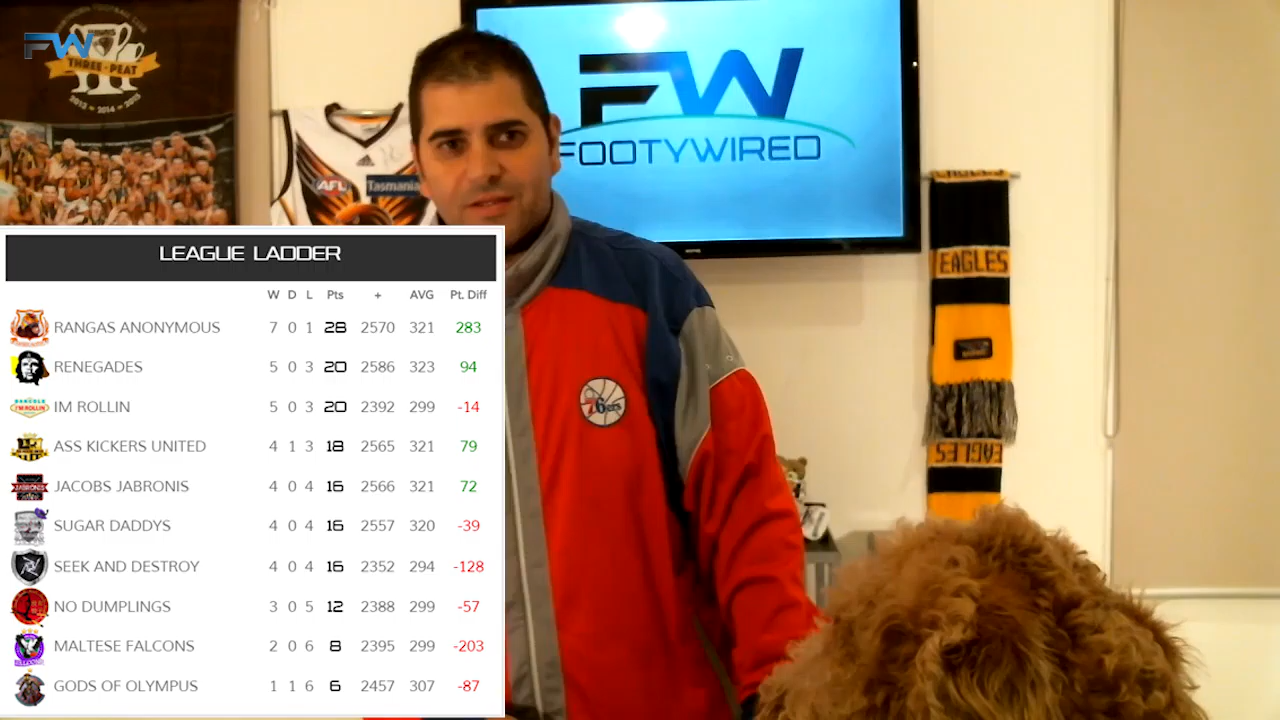 FW
THREE-PEAT
2013 2014 2015
AFL
Tasmania
FW
FOOTYWIRED
EAGLES
EAGLES
EAGLES
76ers
LEAGUE LADDER
W D L Pts + AVG Pt. Diff
RANGAS ANONYMOUS 7 0 1 28 2570 321 283
RENEGADES 5 0 3 20 2586 323 94
IM ROLLIN 5 0 3 20 2392 299 -14
ASS KICKERS UNITED 4 1 3 18 2565 321 79
JACOBS JABRONIS 4 0 4 16 2566 321 72
SUGAR DADDYS 4 0 4 16 2557 320 -39
SEEK AND DESTROY 4 0 4 16 2352 294 -128
NO DUMPLINGS 3 0 5 12 2388 299 -57
MALTESE FALCONS 2 0 6 8 2395 299 -203
GODS OF OLYMPUS 1 1 6 6 2457 307 -87